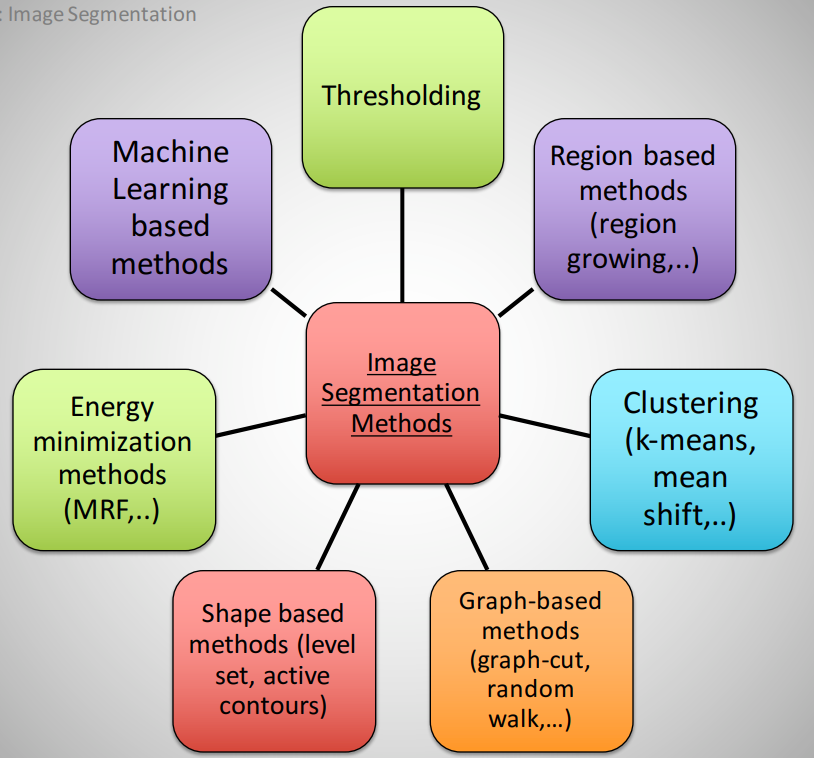 : Image Segmentation
Thresholding
Machine
Learning
based
methods
Region based
methods
(region
growing,..)
Image
Segmentation
Methods
Energy
minimization
methods
(MRF,..)
Clustering
(k-means,
mean
shift,..)
Shape based
methods (level
set, active
contours)
Graph-based
methods
(graph-cut,
random
walk,...)